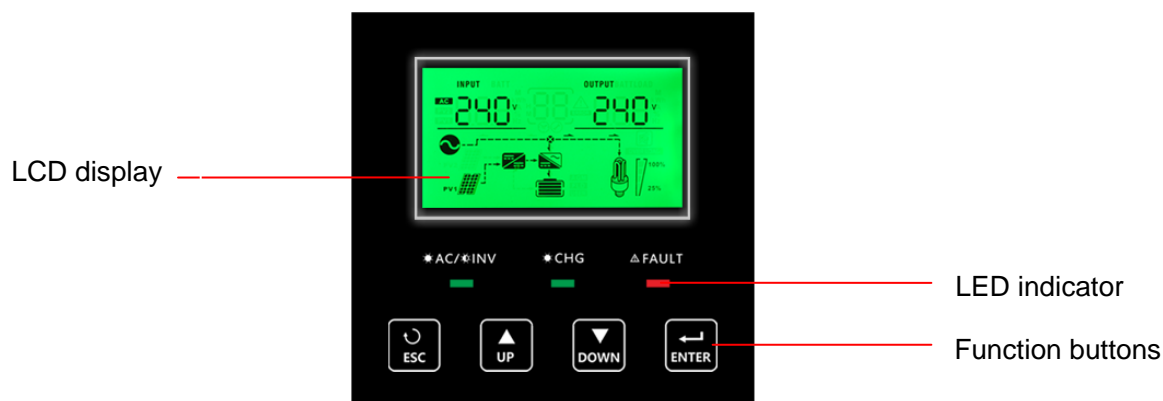 INPUT
OUTPUT
AC 240 V
240 V
100%
PV1
25%
LCD display
AC/INV
CHG
FAULT
LED indicator
ESC
UP
DOWN
ENTER
Function buttons